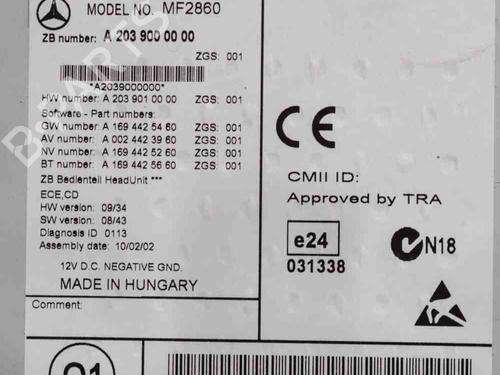 MODEL NO. MF2860
ZB number: A 203 900 00 00
ZGS: 001
*A2039000000*
HW number: A 203 901 00 00 ZGS: 001
Software - Part numbers:
GW number: A 169 442 54 60 ZGS: 001
AV number: A 002 442 39 60 ZGS: 001
NV number: A 169 442 52 60 ZGS: 001
BT number: A 169 442 56 60 ZGS: 001
ZB Bedienteil HeadUnit ***
ECE,CD
HW version: 09/34
SW version: 08/43
Diagnosis ID 0113
Assembly date: 10/02/02
12V D.C. NEGATIVE GND.
MADE IN HUNGARY
Comment:
CE
CMII ID:
Approved by TRA
e24
031338
N18
Q1